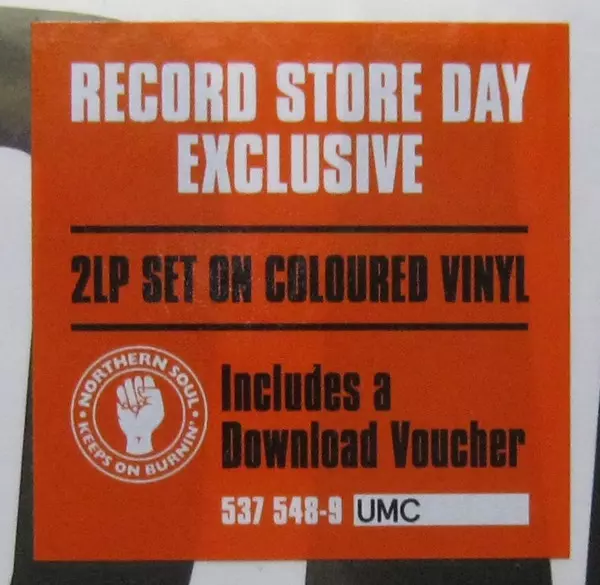 RECORD STORE DAY
EXCLUSIVE
2LP SET ON COLOURED VINYL
· NORTHERN SOUL ·
KEEPS ON BURNIN'
Includes a
Download Voucher
537 548-9 UMC